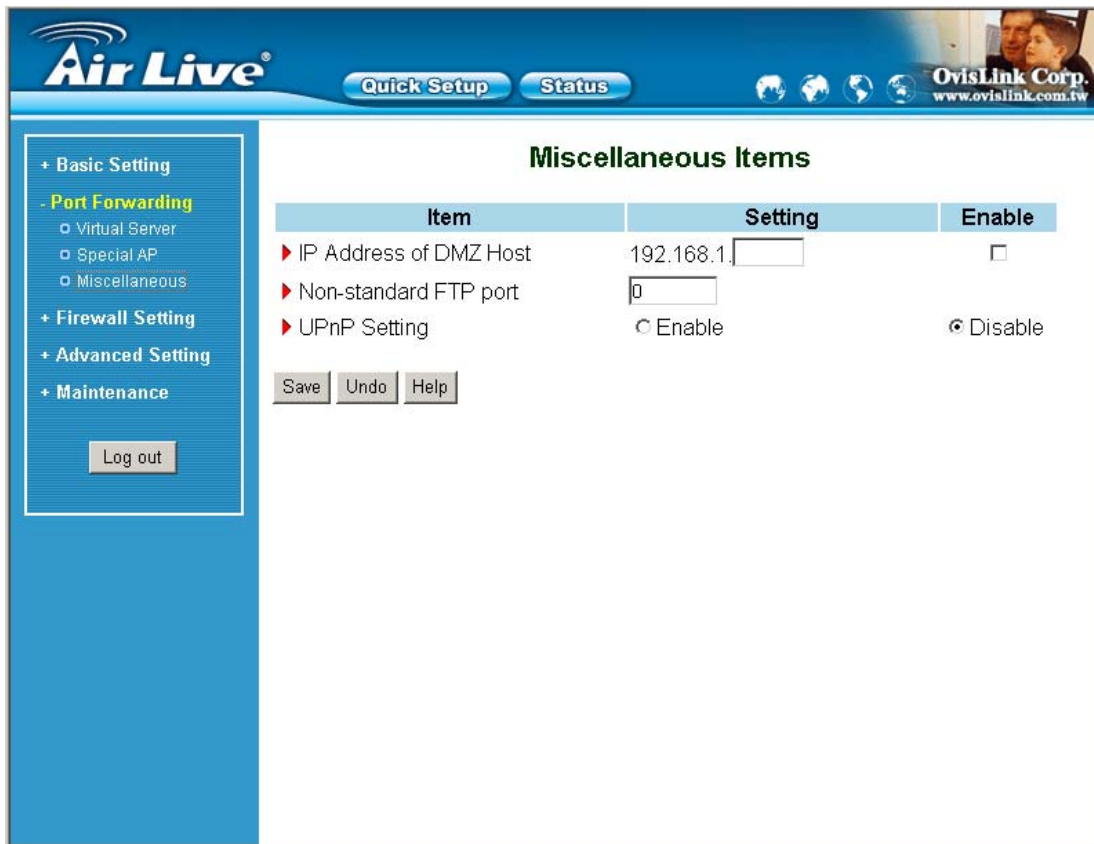 Air Live®
Quick Setup
Status
OvisLink Corp.
www.ovislink.com.tw
+ Basic Setting
- Port Forwarding
Virtual Server
Special AP
Miscellaneous
+ Firewall Setting
+ Advanced Setting
+ Maintenance
Log out
Miscellaneous Items
Item Setting Enable
IP Address of DMZ Host 192.168.1.
Non-standard FTP port 0
UPnP Setting Enable Disable
Save Undo Help